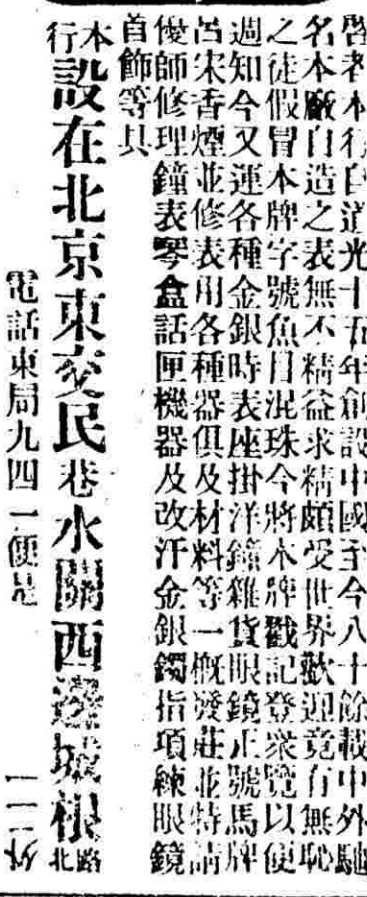 啓者本行自道光十五年創設中國至今八十餘載中外馳
名本廠自造之表無不精益求精頗受世界歡迎竟有無恥
之徒假冒本牌字號魚目混珠今將本牌戳記登衆覽以便
週知今又運各種金銀時表座掛洋鐘雜貨眼鏡正號馬牌
呂宋香煙並修表用各種器俱及材料等一概發莊並特請
優師修理鐘表琴盒話匣機器及改汗金銀鐲指項練眼鏡
首飾等具
本行設在北京東交民巷水關西邊城根路北
電話東局九四一便是